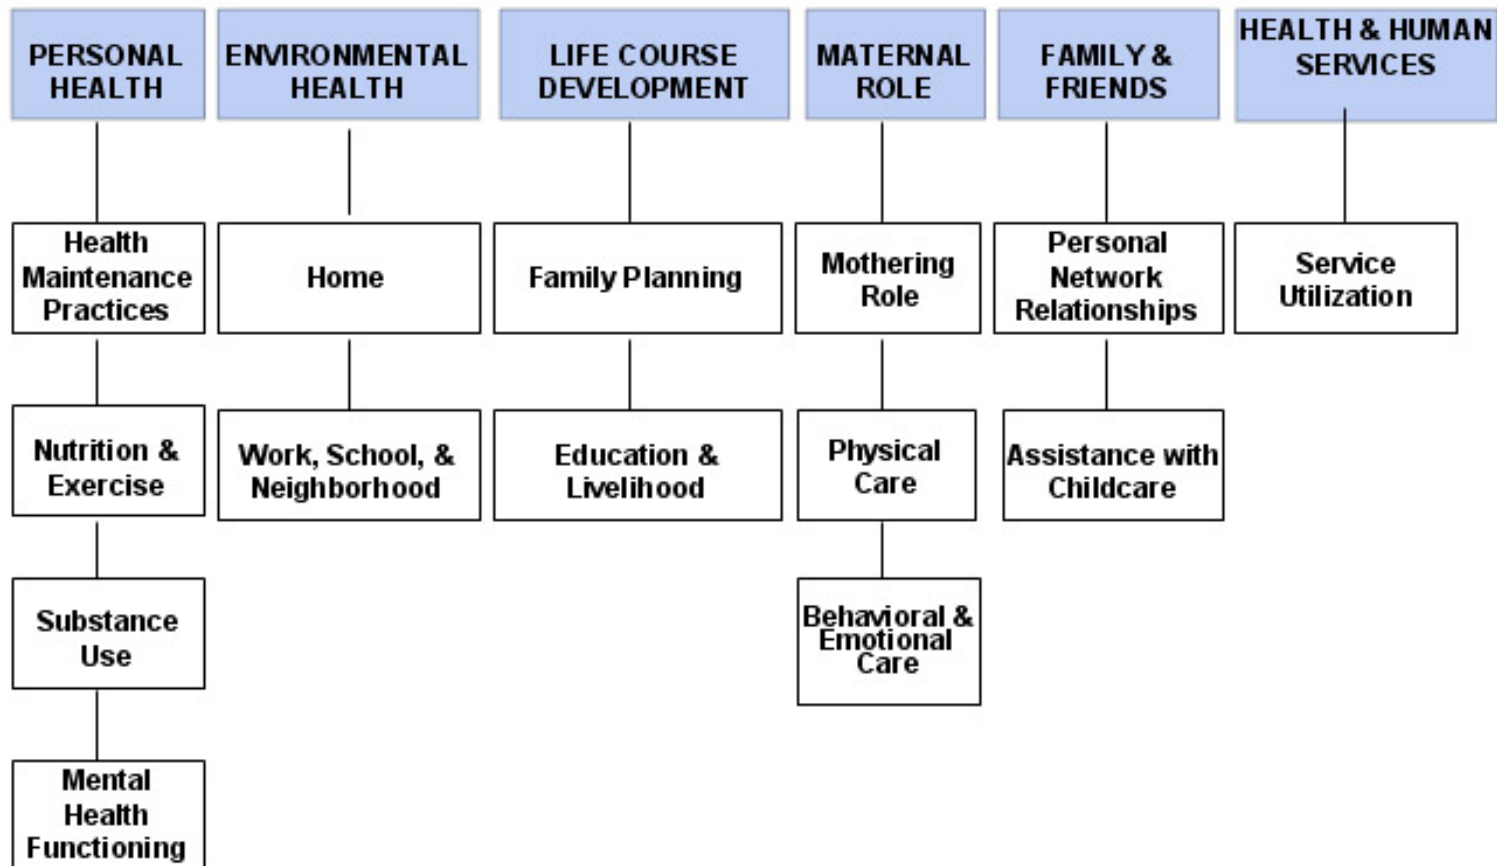 PERSONAL
HEALTH
ENVIRONMENTAL
HEALTH
LIFE COURSE
DEVELOPMENT
MATERNAL
ROLE
FAMILY &
FRIENDS
HEALTH & HUMAN
SERVICES
Health
Maintenance
Practices
Home
Family Planning
Mothering
Role
Personal
Network
Relationships
Service
Utilization
Nutrition &
Exercise
Work, School, &
Neighborhood
Education &
Livelihood
Physical
Care
Assistance with
Childcare
Substance
Use
Behavioral &
Emotional
Care
Mental
Health
Functioning